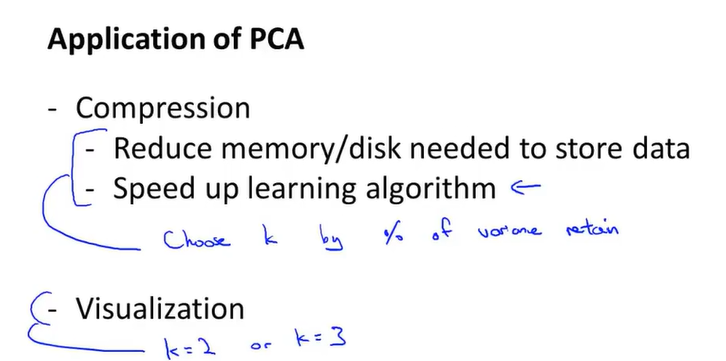 Application of PCA
- Compression
- Reduce memory/disk needed to store data
- Speed up learning algorithm ←
Choose k by % of variance retain
- Visualization
k=2 or k=3